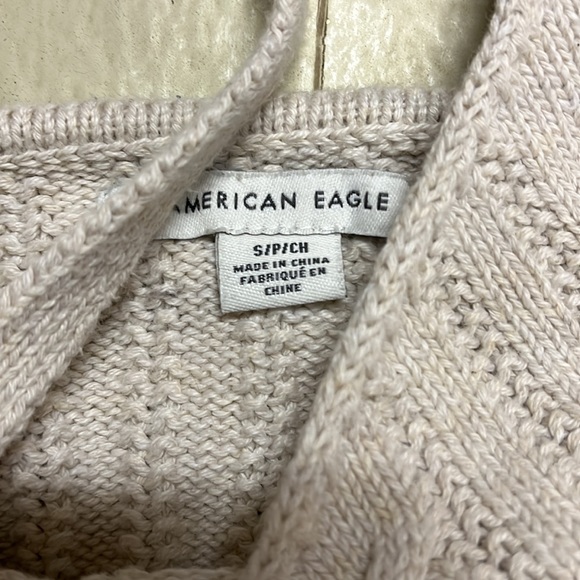 AMERICAN EAGLE
S/P/CH
MADE IN CHINA
FABRIQUÉ EN
CHINE